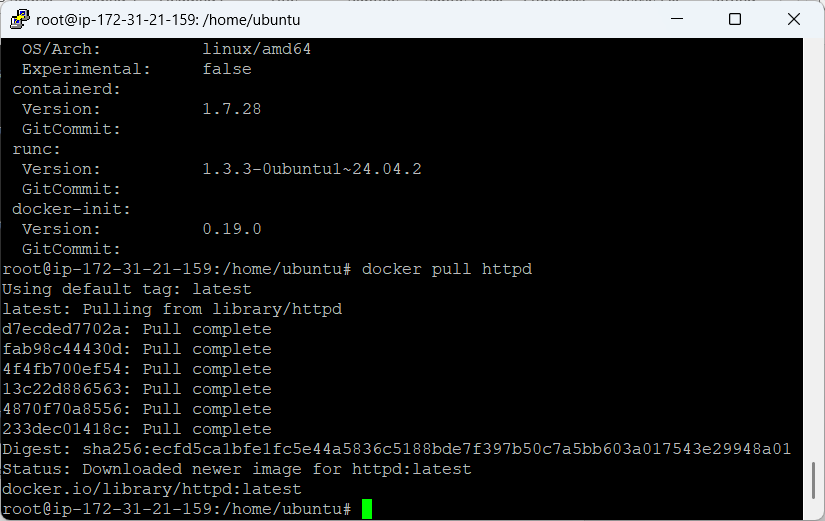 root@ip-172-31-21-159: /home/ubuntu
OS/Arch: linux/amd64
Experimental: false
containerd:
Version: 1.7.28
GitCommit:
runc:
Version: 1.3.3-0ubuntu1~24.04.2
GitCommit:
docker-init:
Version: 0.19.0
GitCommit:
root@ip-172-31-21-159:/home/ubuntu# docker pull httpd
Using default tag: latest
latest: Pulling from library/httpd
d7ecded7702a: Pull complete
fab98c44430d: Pull complete
4f4fb700ef54: Pull complete
13c22d886563: Pull complete
4870f70a8556: Pull complete
233dec01418c: Pull complete
Digest: sha256:ecfd5ca1bfe1fc5e44a5836c5188bde7f397b50c7a5bb603a017543e29948a01
Status: Downloaded newer image for httpd:latest
docker.io/library/httpd:latest
root@ip-172-31-21-159:/home/ubuntu#